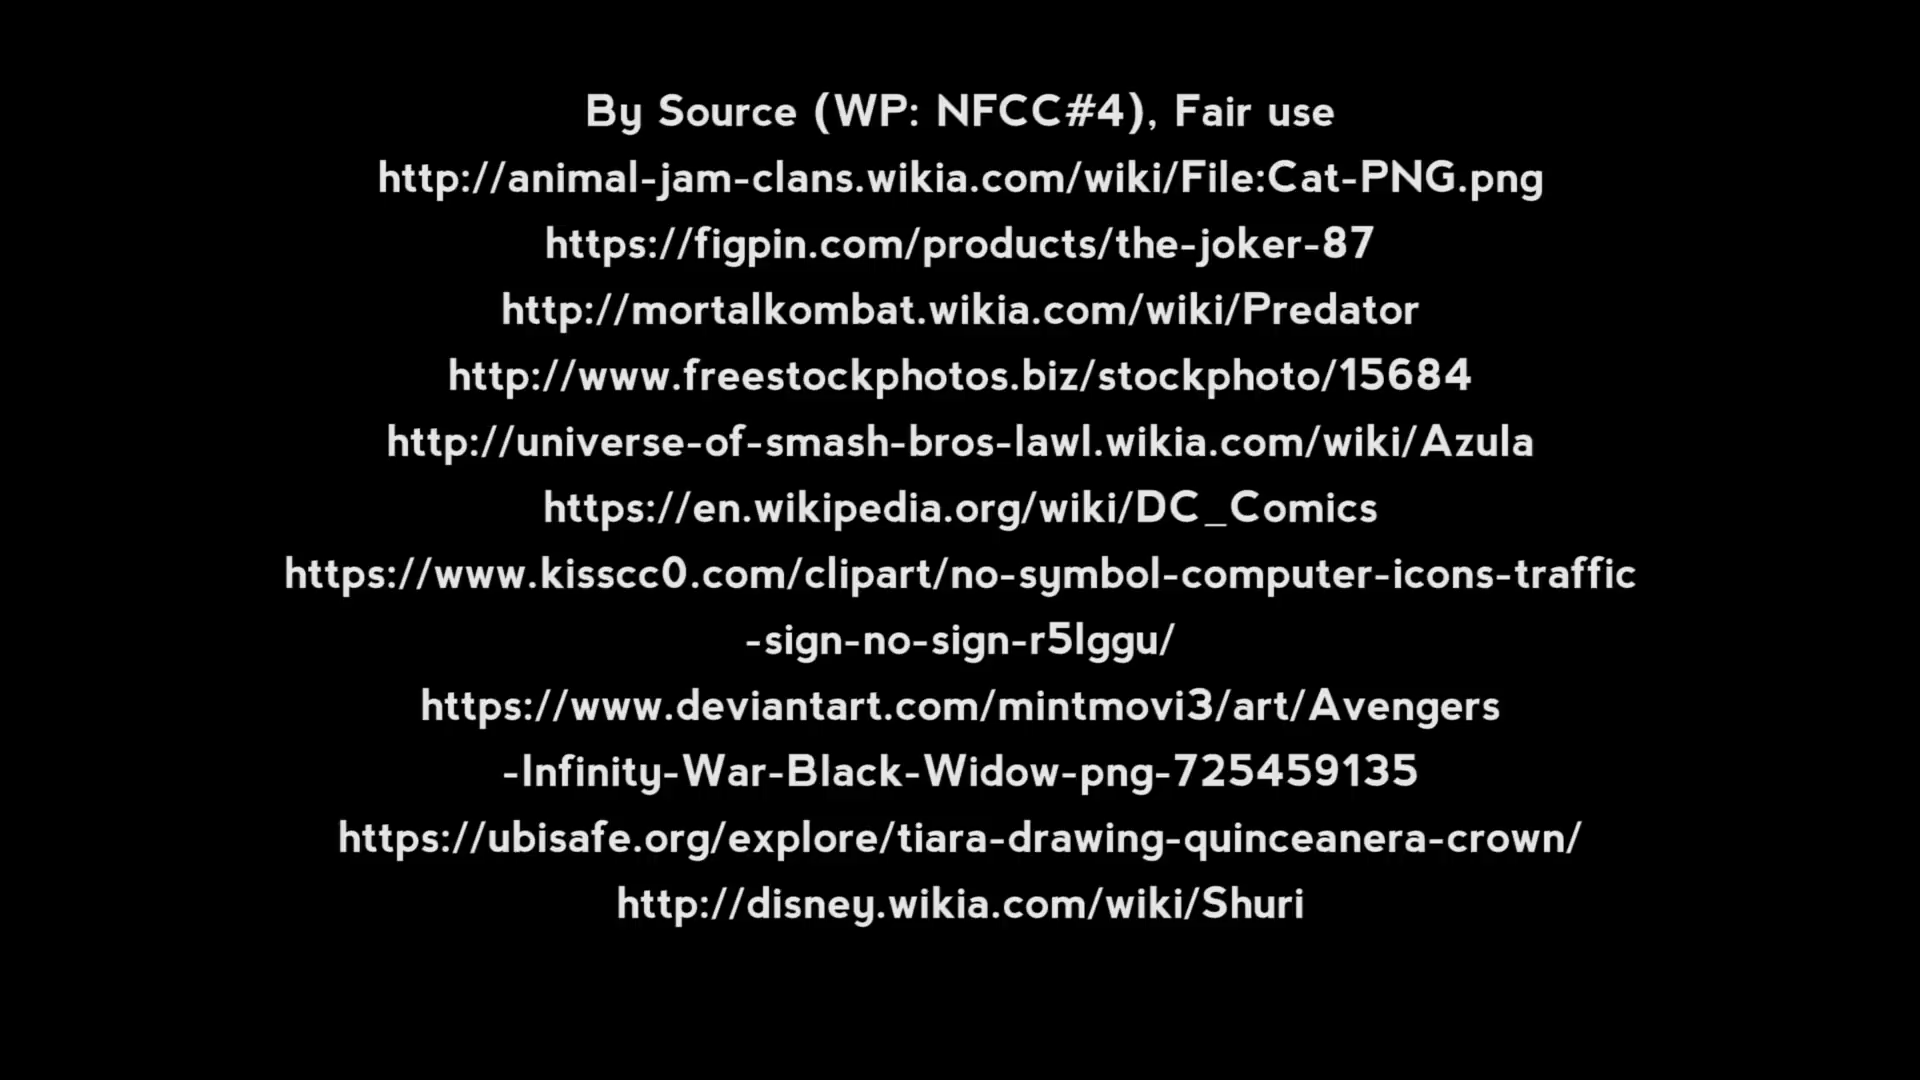 By Source (WP: NFCC#4), Fair use
http://animal-jam-clans.wikia.com/wiki/File:Cat-PNG.png
https://figpin.com/products/the-joker-87
http://mortalkombat.wikia.com/wiki/Predator
http://www.freestockphotos.biz/stockphoto/15684
http://universe-of-smash-bros-lawl.wikia.com/wiki/Azula
https://en.wikipedia.org/wiki/DC_Comics
https://www.kisscc0.com/clipart/no-symbol-computer-icons-traffic
-sign-no-sign-r5lggu/
https://www.deviantart.com/mintmovi3/art/Avengers
-Infinity-War-Black-Widow-png-725459135
https://ubisafe.org/explore/tiara-drawing-quinceanera-crown/
http://disney.wikia.com/wiki/Shuri